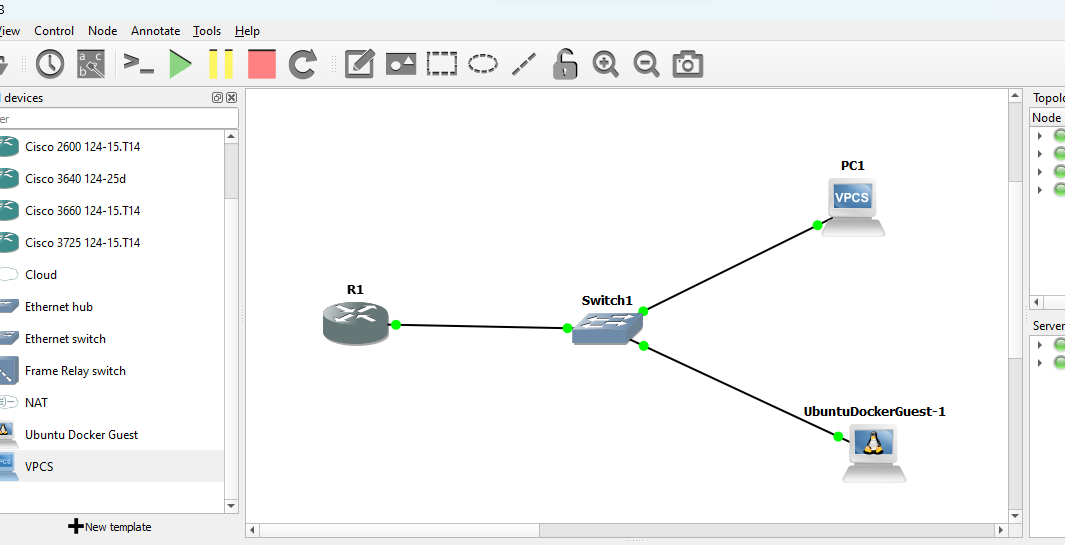 3
View Control Node Annotate Tools Help
devices
er
Cisco 2600 124-15.T14
Cisco 3640 124-25d
Cisco 3660 124-15.T14
Cisco 3725 124-15.T14
Cloud
Ethernet hub
Ethernet switch
Frame Relay switch
NAT
Ubuntu Docker Guest
VPCS
New template
R1
Switch1
PC1
VPCS
UbuntuDockerGuest-1
Topolo
Node
Server